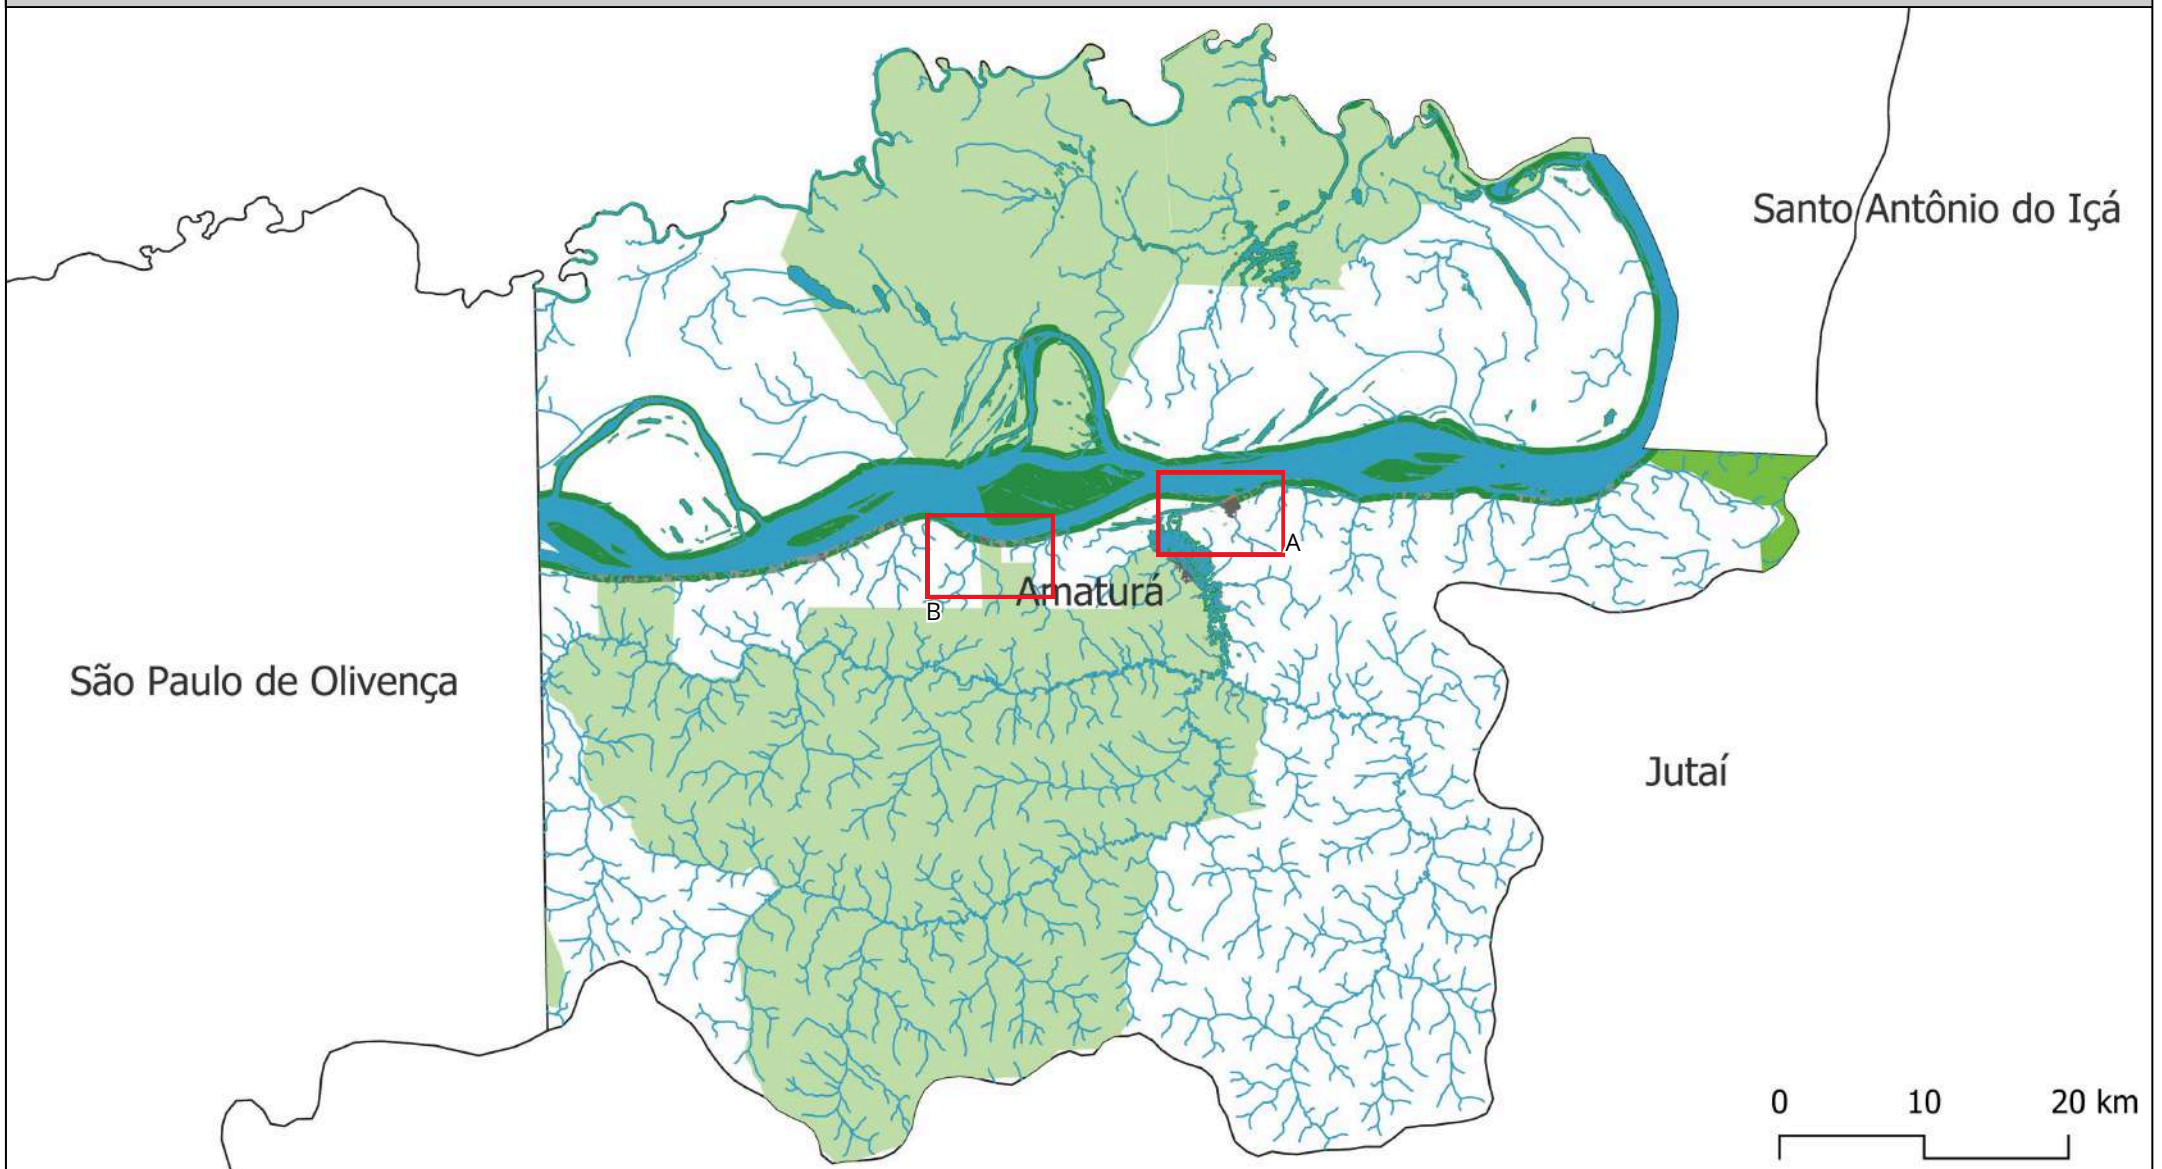 Santo Antônio do Içá
A
Amaturá
B
São Paulo de Olivença
Jutaí
0 10 20 km